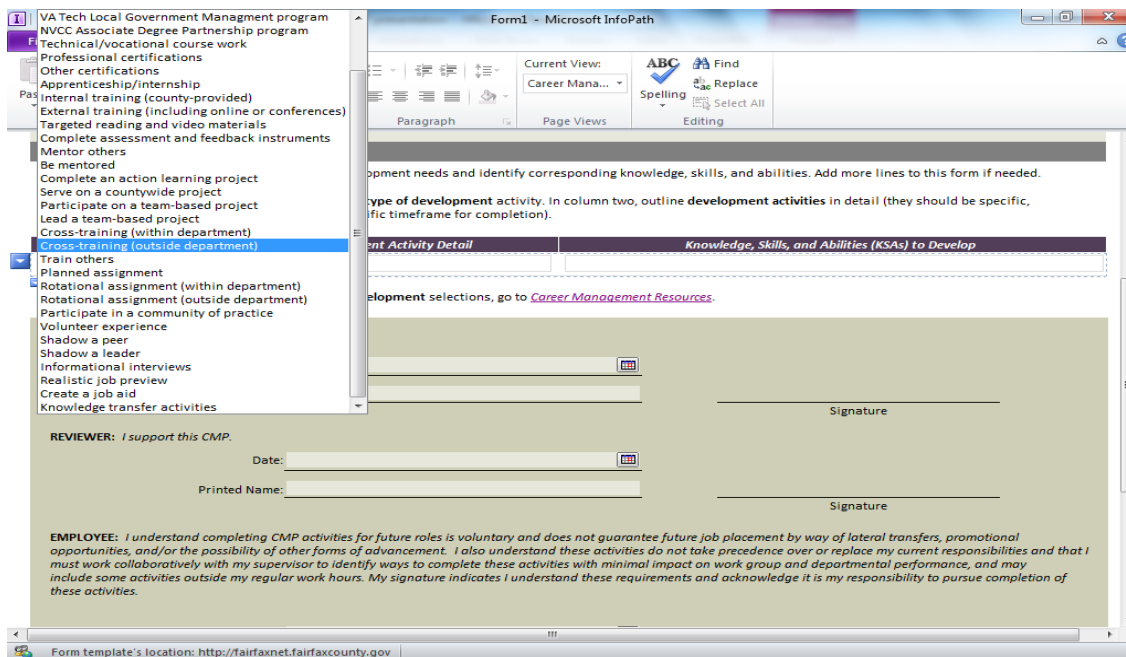 Form1 - Microsoft InfoPath
VA Tech Local Government Managment program
NVCC Associate Degree Partnership program
Technical/vocational course work
Professional certifications
Other certifications
Apprenticeship/internship
Internal training (county-provided)
External training (including online or conferences)
Targeted reading and video materials
Complete assessment and feedback instruments
Mentor others
Be mentored
Complete an action learning project
Serve on a countywide project
Participate on a team-based project
Lead a team-based project
Cross-training (within department)
Cross-training (outside department)
Train others
Planned assignment
Rotational assignment (within department)
Rotational assignment (outside department)
Participate in a community of practice
Volunteer experience
Shadow a peer
Shadow a leader
Informational interviews
Realistic job preview
Create a job aid
Knowledge transfer activities
Current View:
Career Mana...
ABC
Spelling
Find
Replace
Select All
Paragraph
Page Views
Editing
needs and identify corresponding knowledge, skills, and abilities. Add more lines to this form if needed.
of development activity. In column two, outline development activities in detail (they should be specific,
timeframe for completion).
Activity Detail
Knowledge, Skills, and Abilities (KSAs) to Develop
selections, go to Career Management Resources.
Signature
REVIEWER: I support this CMP.
Date:
Printed Name:
Signature
EMPLOYEE: I understand completing CMP activities for future roles is voluntary and does not guarantee future job placement by way of lateral transfers, promotional
opportunities, and/or the possibility of other forms of advancement. I also understand these activities do not take precedence over or replace my current responsibilities and that I
must work collaboratively with my supervisor to identify ways to complete these activities with minimal impact on work group and departmental performance, and may
include some activities outside my regular work hours. My signature indicates I understand these requirements and acknowledge it is my responsibility to pursue completion of
these activities.
Form template's location: http://fairfaxnet.fairfaxcounty.gov